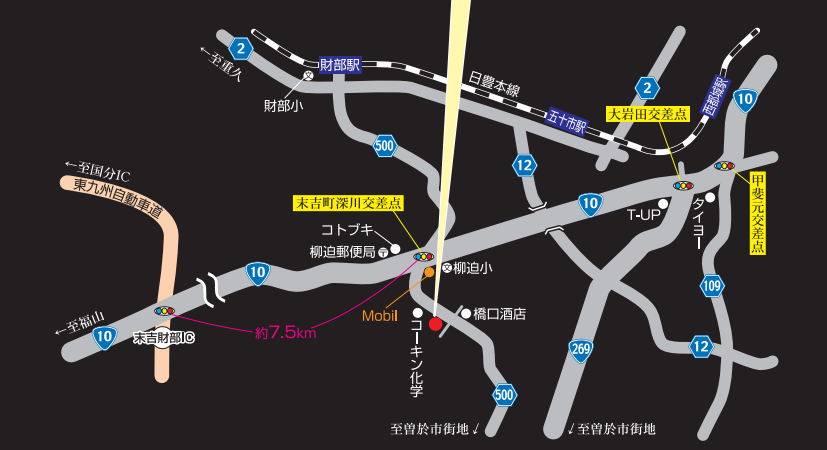 2
←至重久
財部駅
財部小
日豊本線
五十市駅
西都城駅
2
10
大岩田交差点
500
12
←至国分IC
東九州自動車道
末吉町深川交差点
10
T-UP
タイヨー
甲斐元交差点
コトブキ
柳迫郵便局
柳迫小
10
109
←至福山
10
末吉財部IC
約7.5km
Mobil
コーキン化学
橋口酒店
269
12
500
至曽於市街地↙
↙至曽於市街地